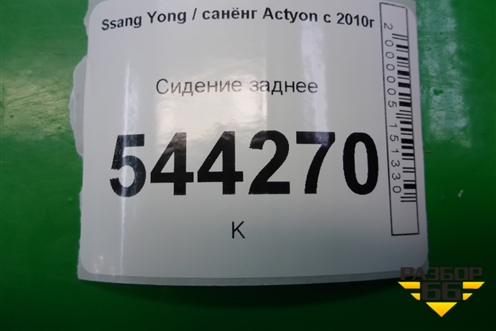 Ssang Yong / санёнг Actyon с 2010г
Сидение заднее
544270
К
2000005151330
РАЗБОР
66